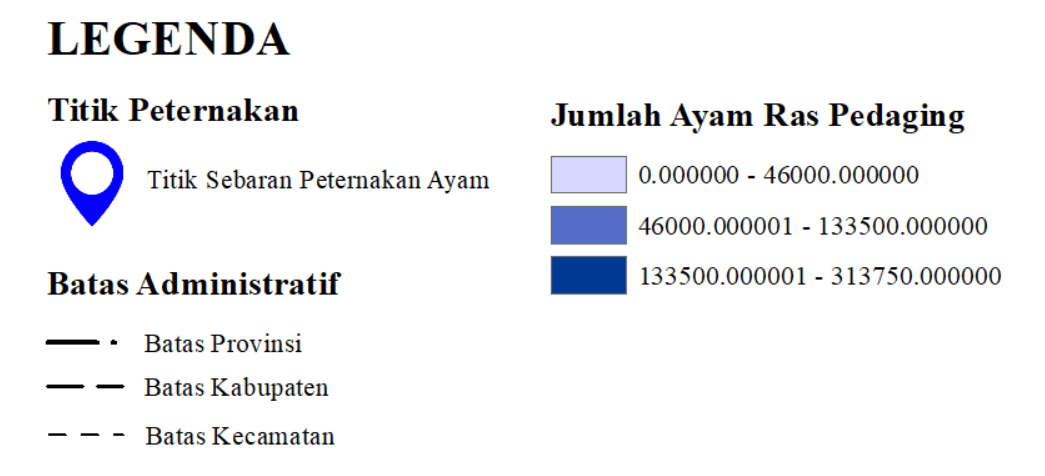 LEGENDA
Titik Peternakan
Titik Sebaran Peternakan Ayam
Batas Administratif
Batas Provinsi
Batas Kabupaten
Batas Kecamatan
Jumlah Ayam Ras Pedaging
0.000000 - 46000.000000
46000.000001 - 133500.000000
133500.000001 - 313750.000000